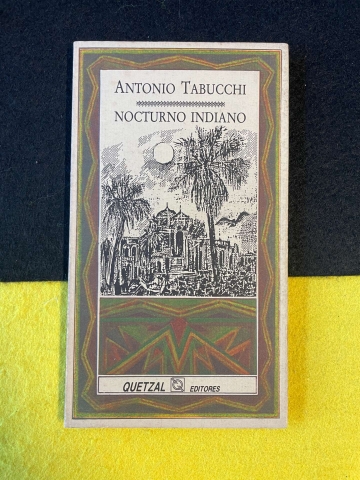 ANTONIO TABUCCHI
NOCTURNO INDIANO
QUETZAL EDITORES